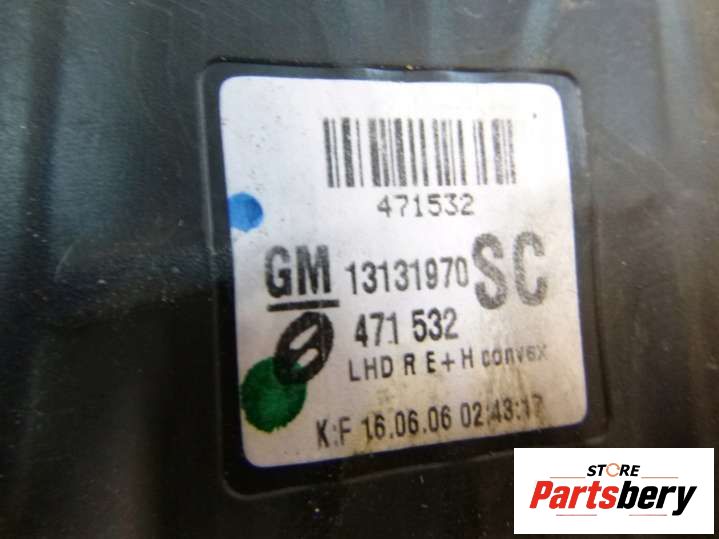 471532
GM 13131970 SC
471 532
LHD R E+H convex
K:F 16.06.06 02:43:17
STORE
Partsbery